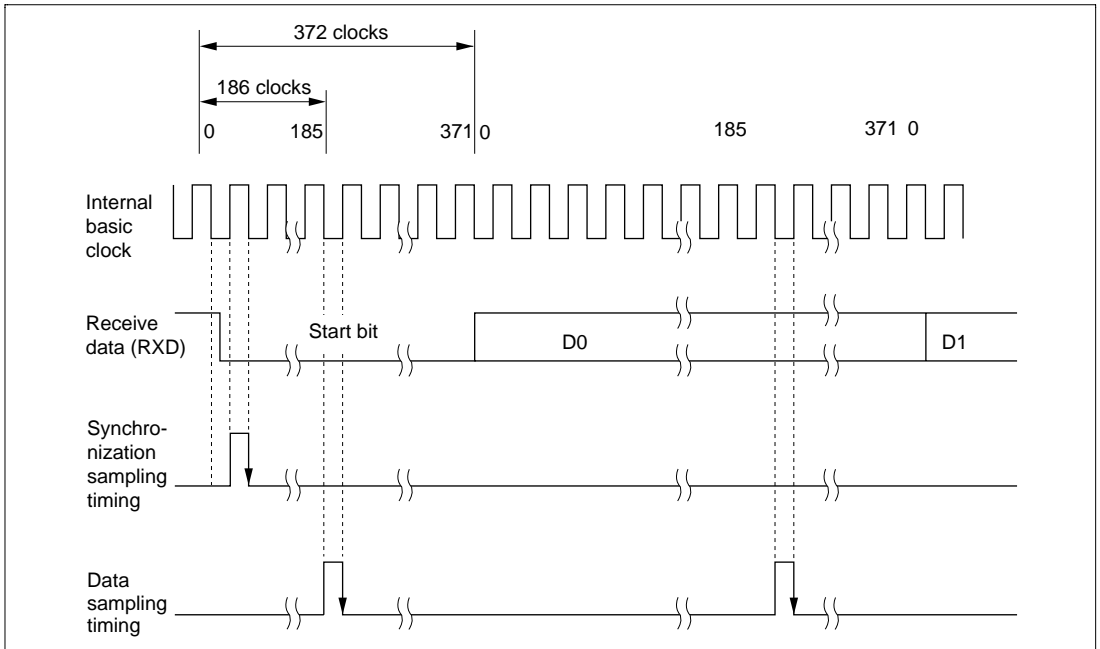 372 clocks
186 clocks
0 185 371 0 185 371 0
Internal
basic
clock
Receive
data (RXD)
Start bit
D0
D1
Synchro-
nization
sampling
timing
Data
sampling
timing